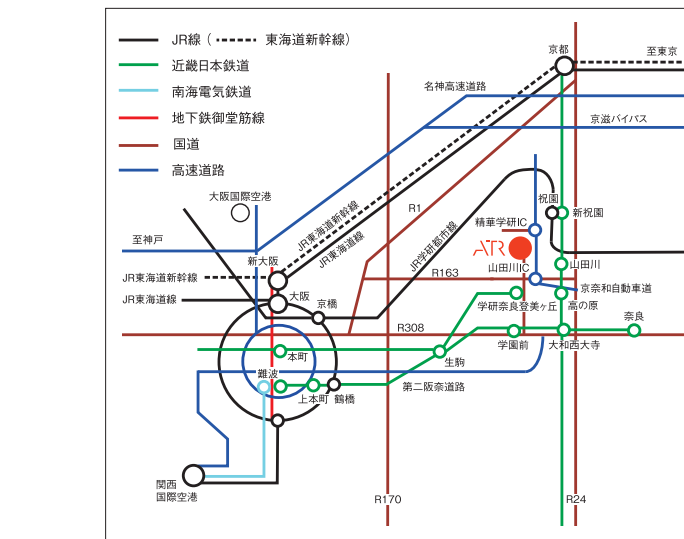 JR線（ 東海道新幹線）
近畿日本鉄道
南海電気鉄道
地下鉄御堂筋線
国道
高速道路
京都
至東京
名神高速道路
京滋バイパス
大阪国際空港
JR東海道新幹線
JR東海道線
R1
JR学研都市線
祝園
新祝園
精華学研IC
ATR
山田川IC
山田川
至神戸
新大阪
JR東海道新幹線
R163
京奈和自動車道
JR東海道線
大阪
京橋
学研奈良登美ヶ丘
高の原
奈良
R308
学園前
大和西大寺
本町
生駒
難波
第二阪奈道路
上本町
鶴橋
関西
国際空港
R170
R24